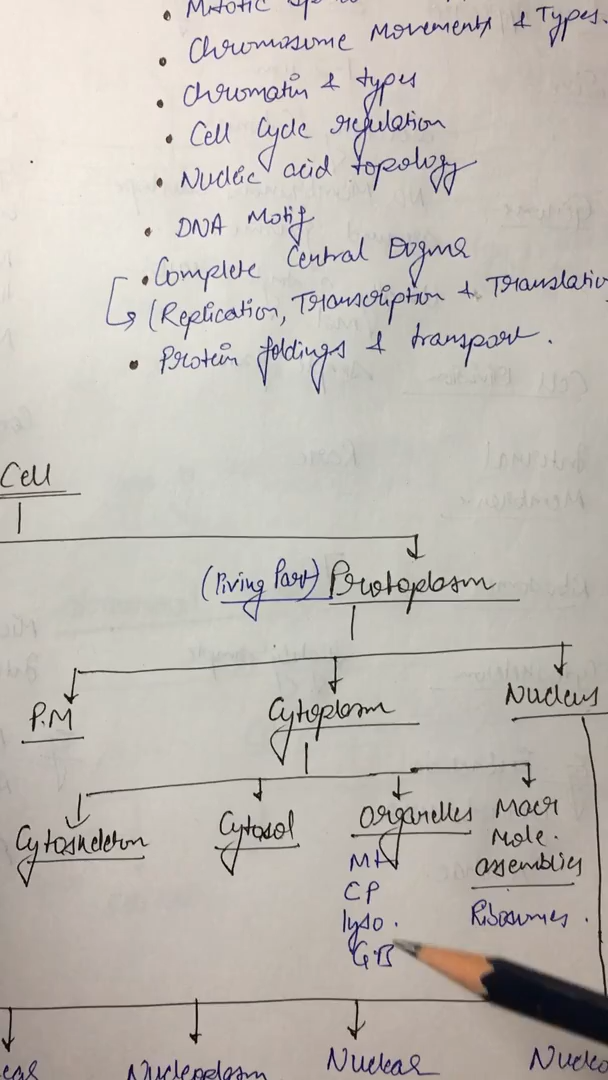 Mitotic
• Chromosome Movements & Types.
• Chromatin & types
• Cell Cycle regulation
• Nucleic acid topology
• DNA Motif
• Complete Central Dogma
(Replication, Transcription & Translatio
• Protein foldings & transport.
Cell
(Living Part) Protoplasm
P.M Cytoplasm Nucleus
Cytoskeleton Cytosol Organelles Macr
Mole.
assemblies
Mt
CP Ribosomes.
lyso.
G.B
Nucleoplasm Nuclear